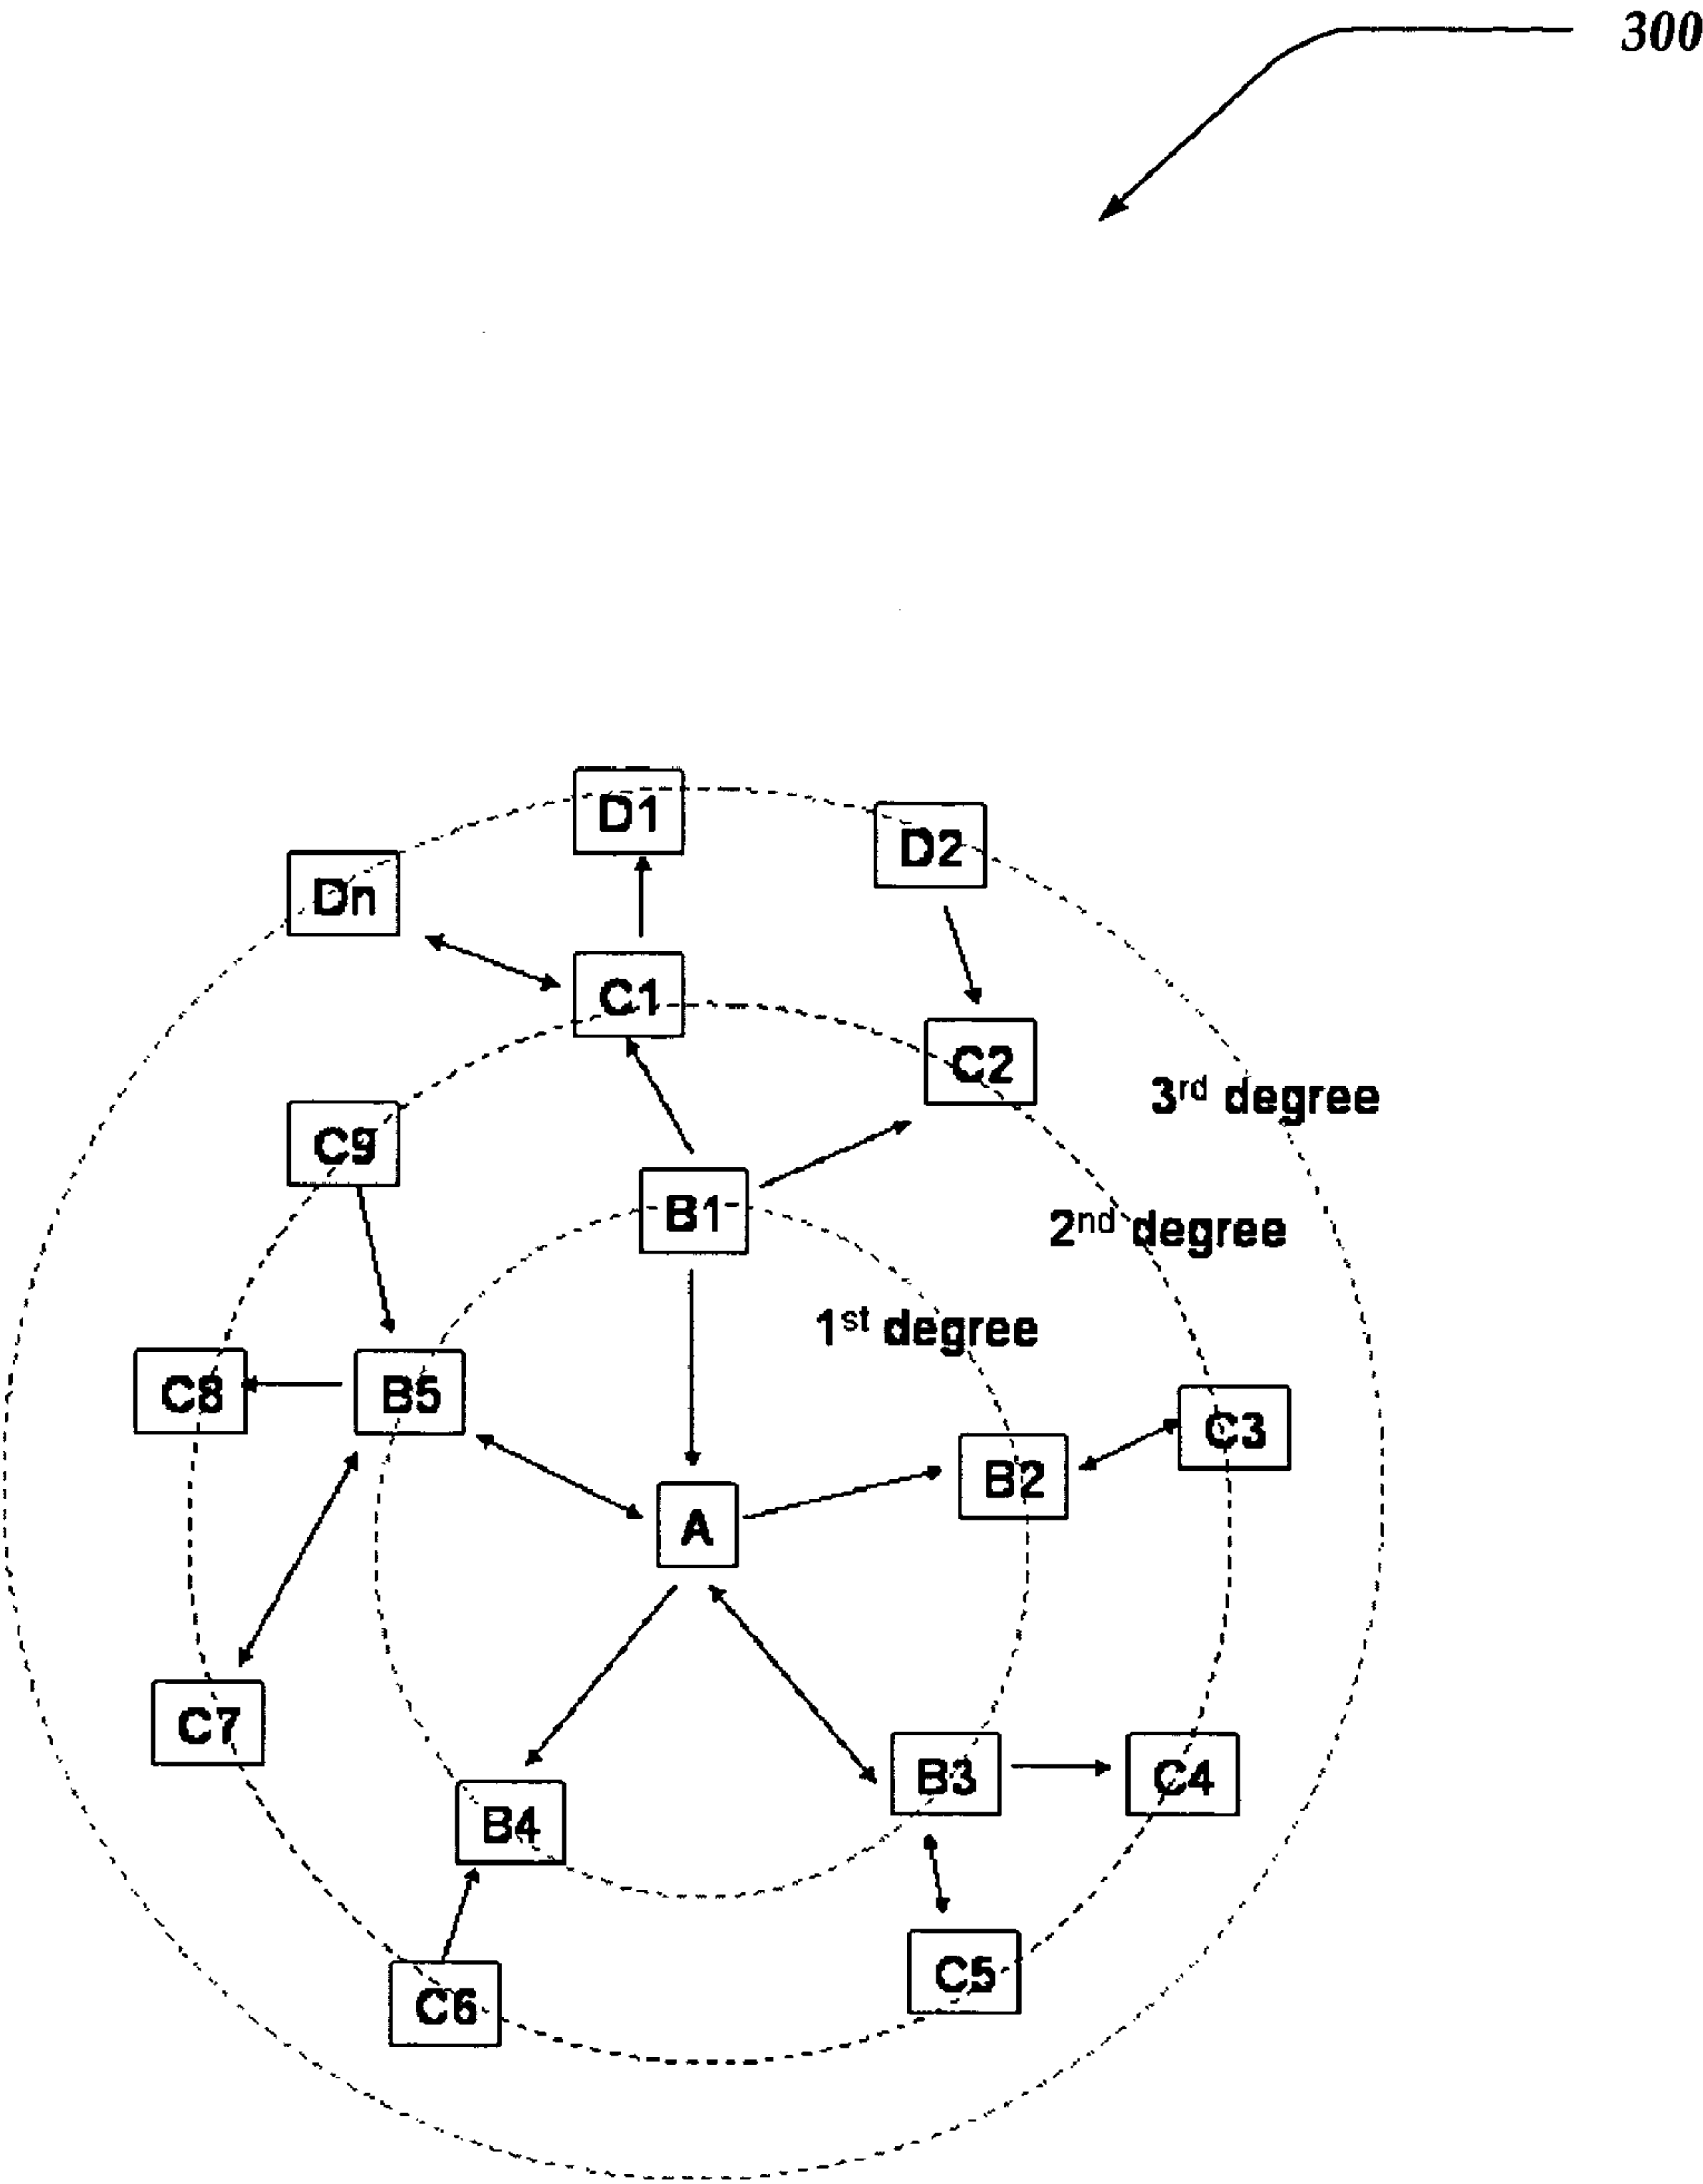 300
D1
D2
Dn
C1
C2
3rd degree
C9
B1
2nd degree
1st degree
C8
B5
C3
B2
A
C7
B3
C4
B4
C5
C6